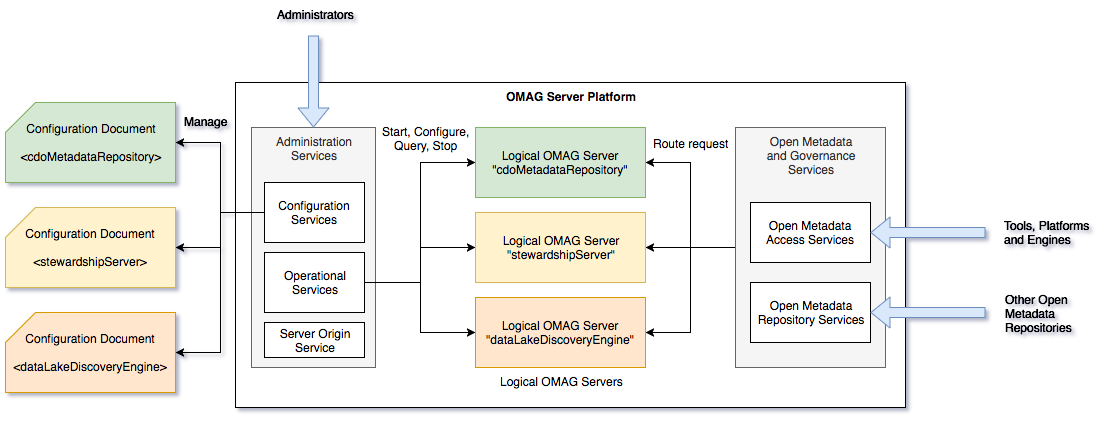 Administrators
OMAG Server Platform
Configuration Document
<cdoMetadataRepository>
Configuration Document
<stewardshipServer>
Configuration Document
<dataLakeDiscoveryEngine>
Manage
Administration
Services
Configuration
Services
Operational
Services
Server Origin
Service
Start, Configure,
Query, Stop
Logical OMAG Server
"cdoMetadataRepository"
Logical OMAG Server
"stewardshipServer"
Logical OMAG Server
"dataLakeDiscoveryEngine"
Logical OMAG Servers
Route request
Open Metadata
and Governance
Services
Open Metadata
Access Services
Open Metadata
Repository Services
Tools, Platforms
and Engines
Other Open
Metadata
Repositories